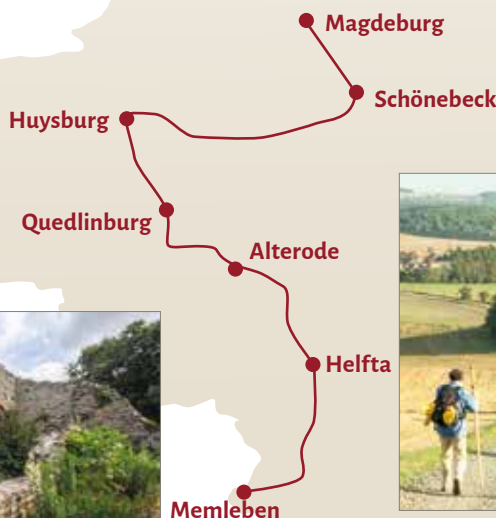 Magdeburg
Schönebeck
Huysburg
Quedlinburg
Alterode
Helfta
Memleben